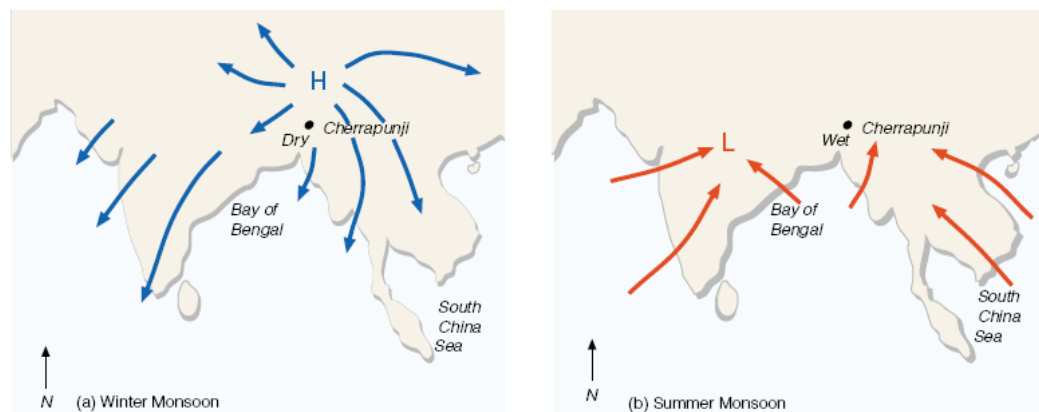 H
Cherrapunji
Dry
Bay of
Bengal
South
China
Sea
N
(a) Winter Monsoon
L
Cherrapunji
Wet
Bay of
Bengal
South
China
Sea
N
(b) Summer Monsoon